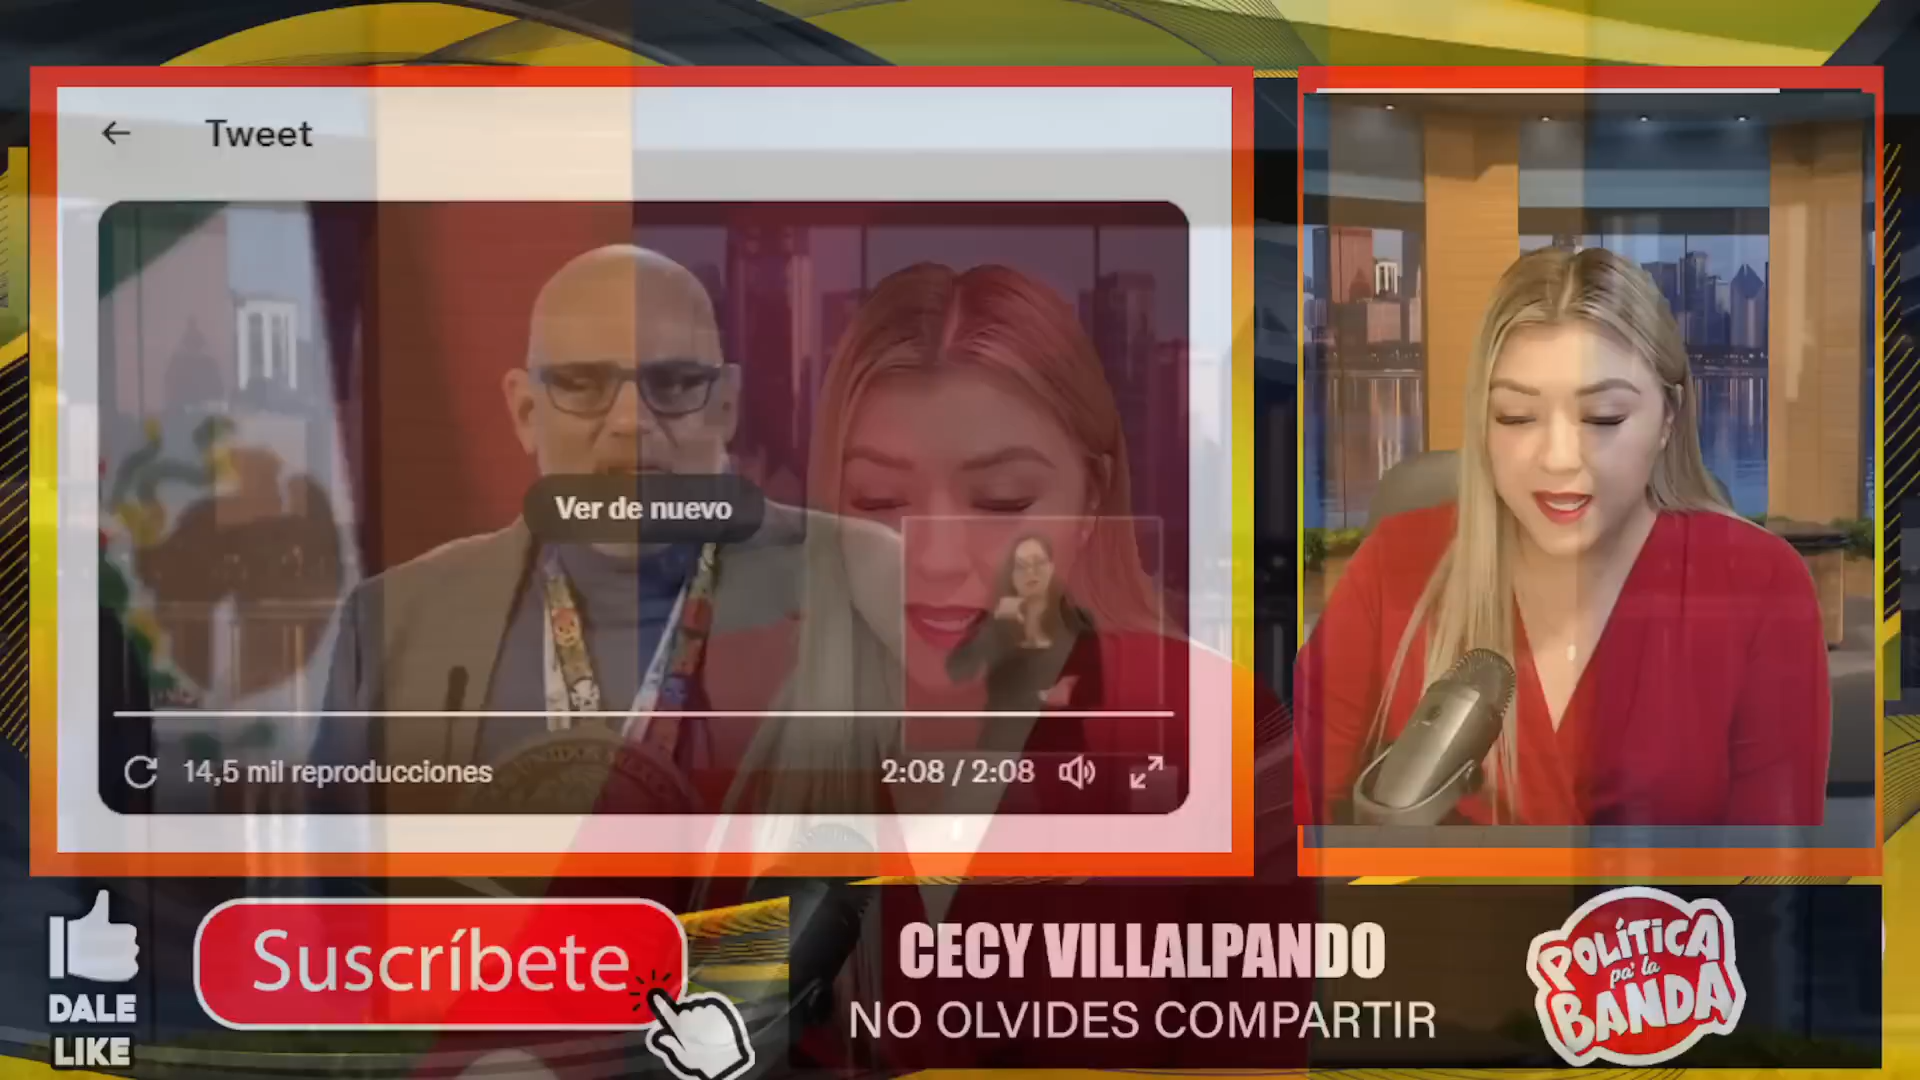 Tweet
Ver de nuevo
14,5 mil reproducciones
2:08 / 2:08
DALE
LIKE
Suscríbete
CECY VILLALPANDO
NO OLVIDES COMPARTIR
POLÍTICA
pa' la
BANDA